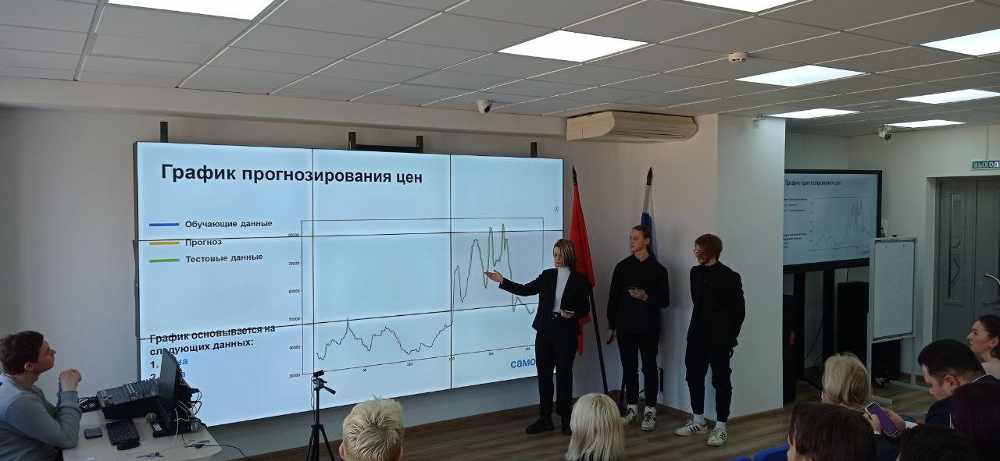 График прогнозирования цен
Обучающие данные
Прогноз
Тестовые данные
80000
70000
60000
50000
40000
30000
50
100
График основывается на
следующих данных:
1.
2.
само
График прогнозирования цен
ВЫХОД